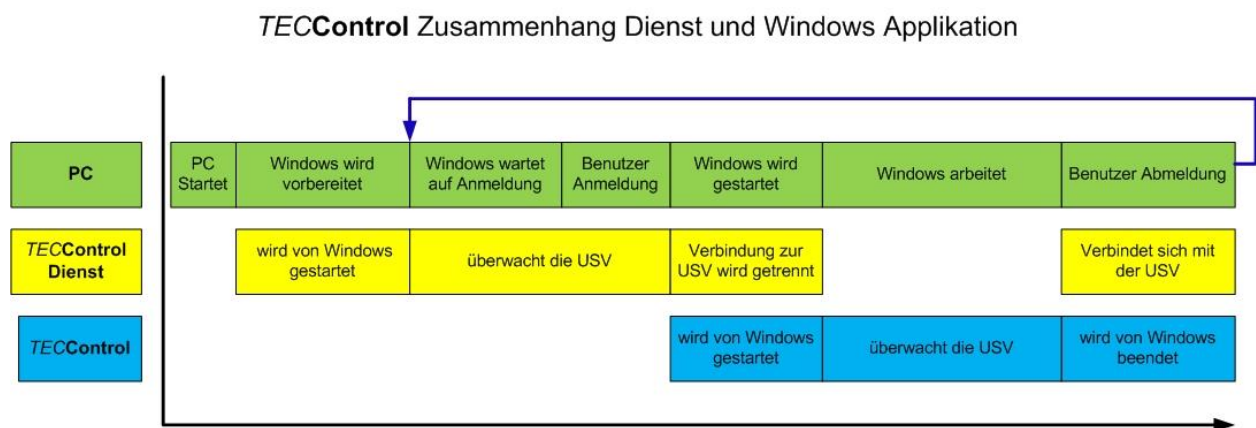 TECControl Zusammenhang Dienst und Windows Applikation
PC
PC
Startet
Windows wird
vorbereitet
Windows wartet
auf Anmeldung
Benutzer
Anmeldung
Windows wird
gestartet
Windows arbeitet
Benutzer Abmeldung
TECControl
Dienst
wird von Windows
gestartet
überwacht die USV
Verbindung zur
USV wird getrennt
Verbindet sich mit
der USV
TECControl
wird von Windows
gestartet
überwacht die USV
wird von Windows
beendet